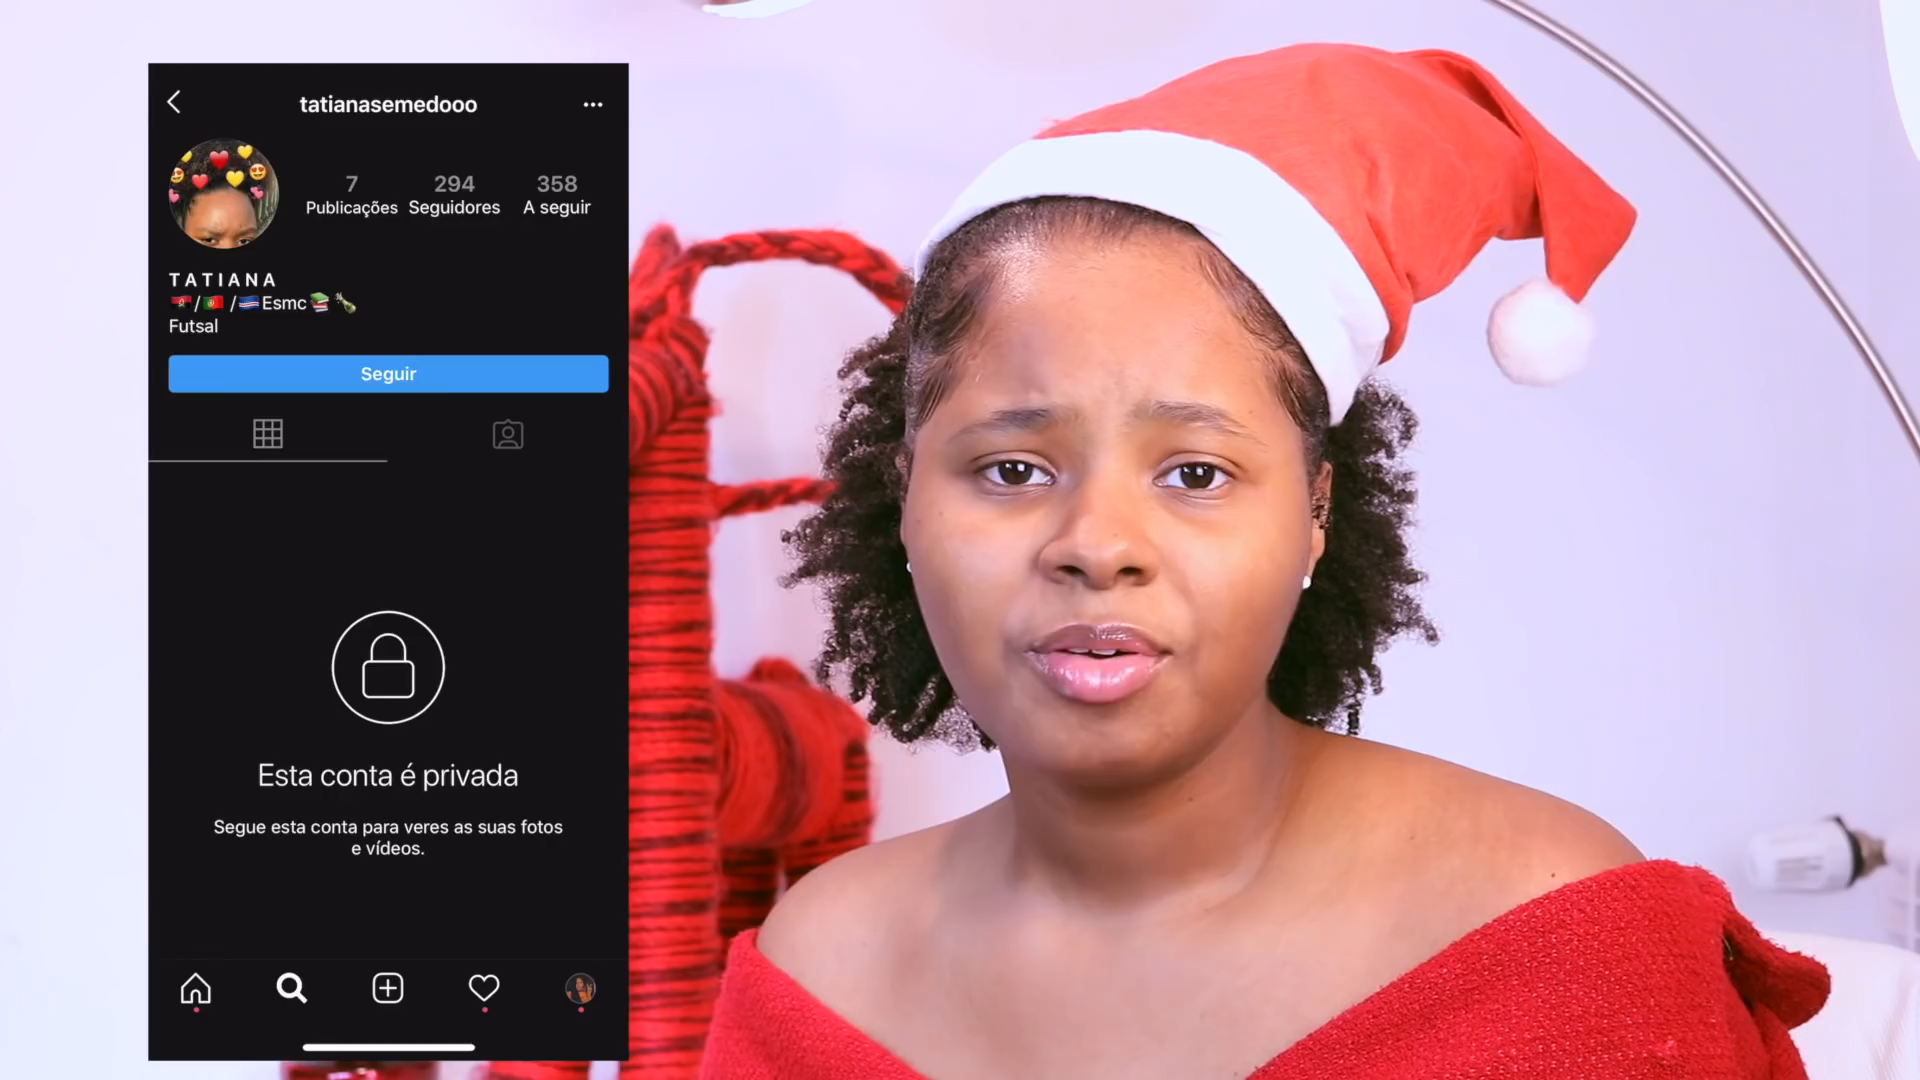 tatianasemedooo
7 294 358
Publicações Seguidores A seguir
T A T I A N A
🇦🇴/🇵🇹 /🇨🇻Esmc📚🍾
Futsal
Seguir
Esta conta é privada
Segue esta conta para veres as suas fotos
e vídeos.